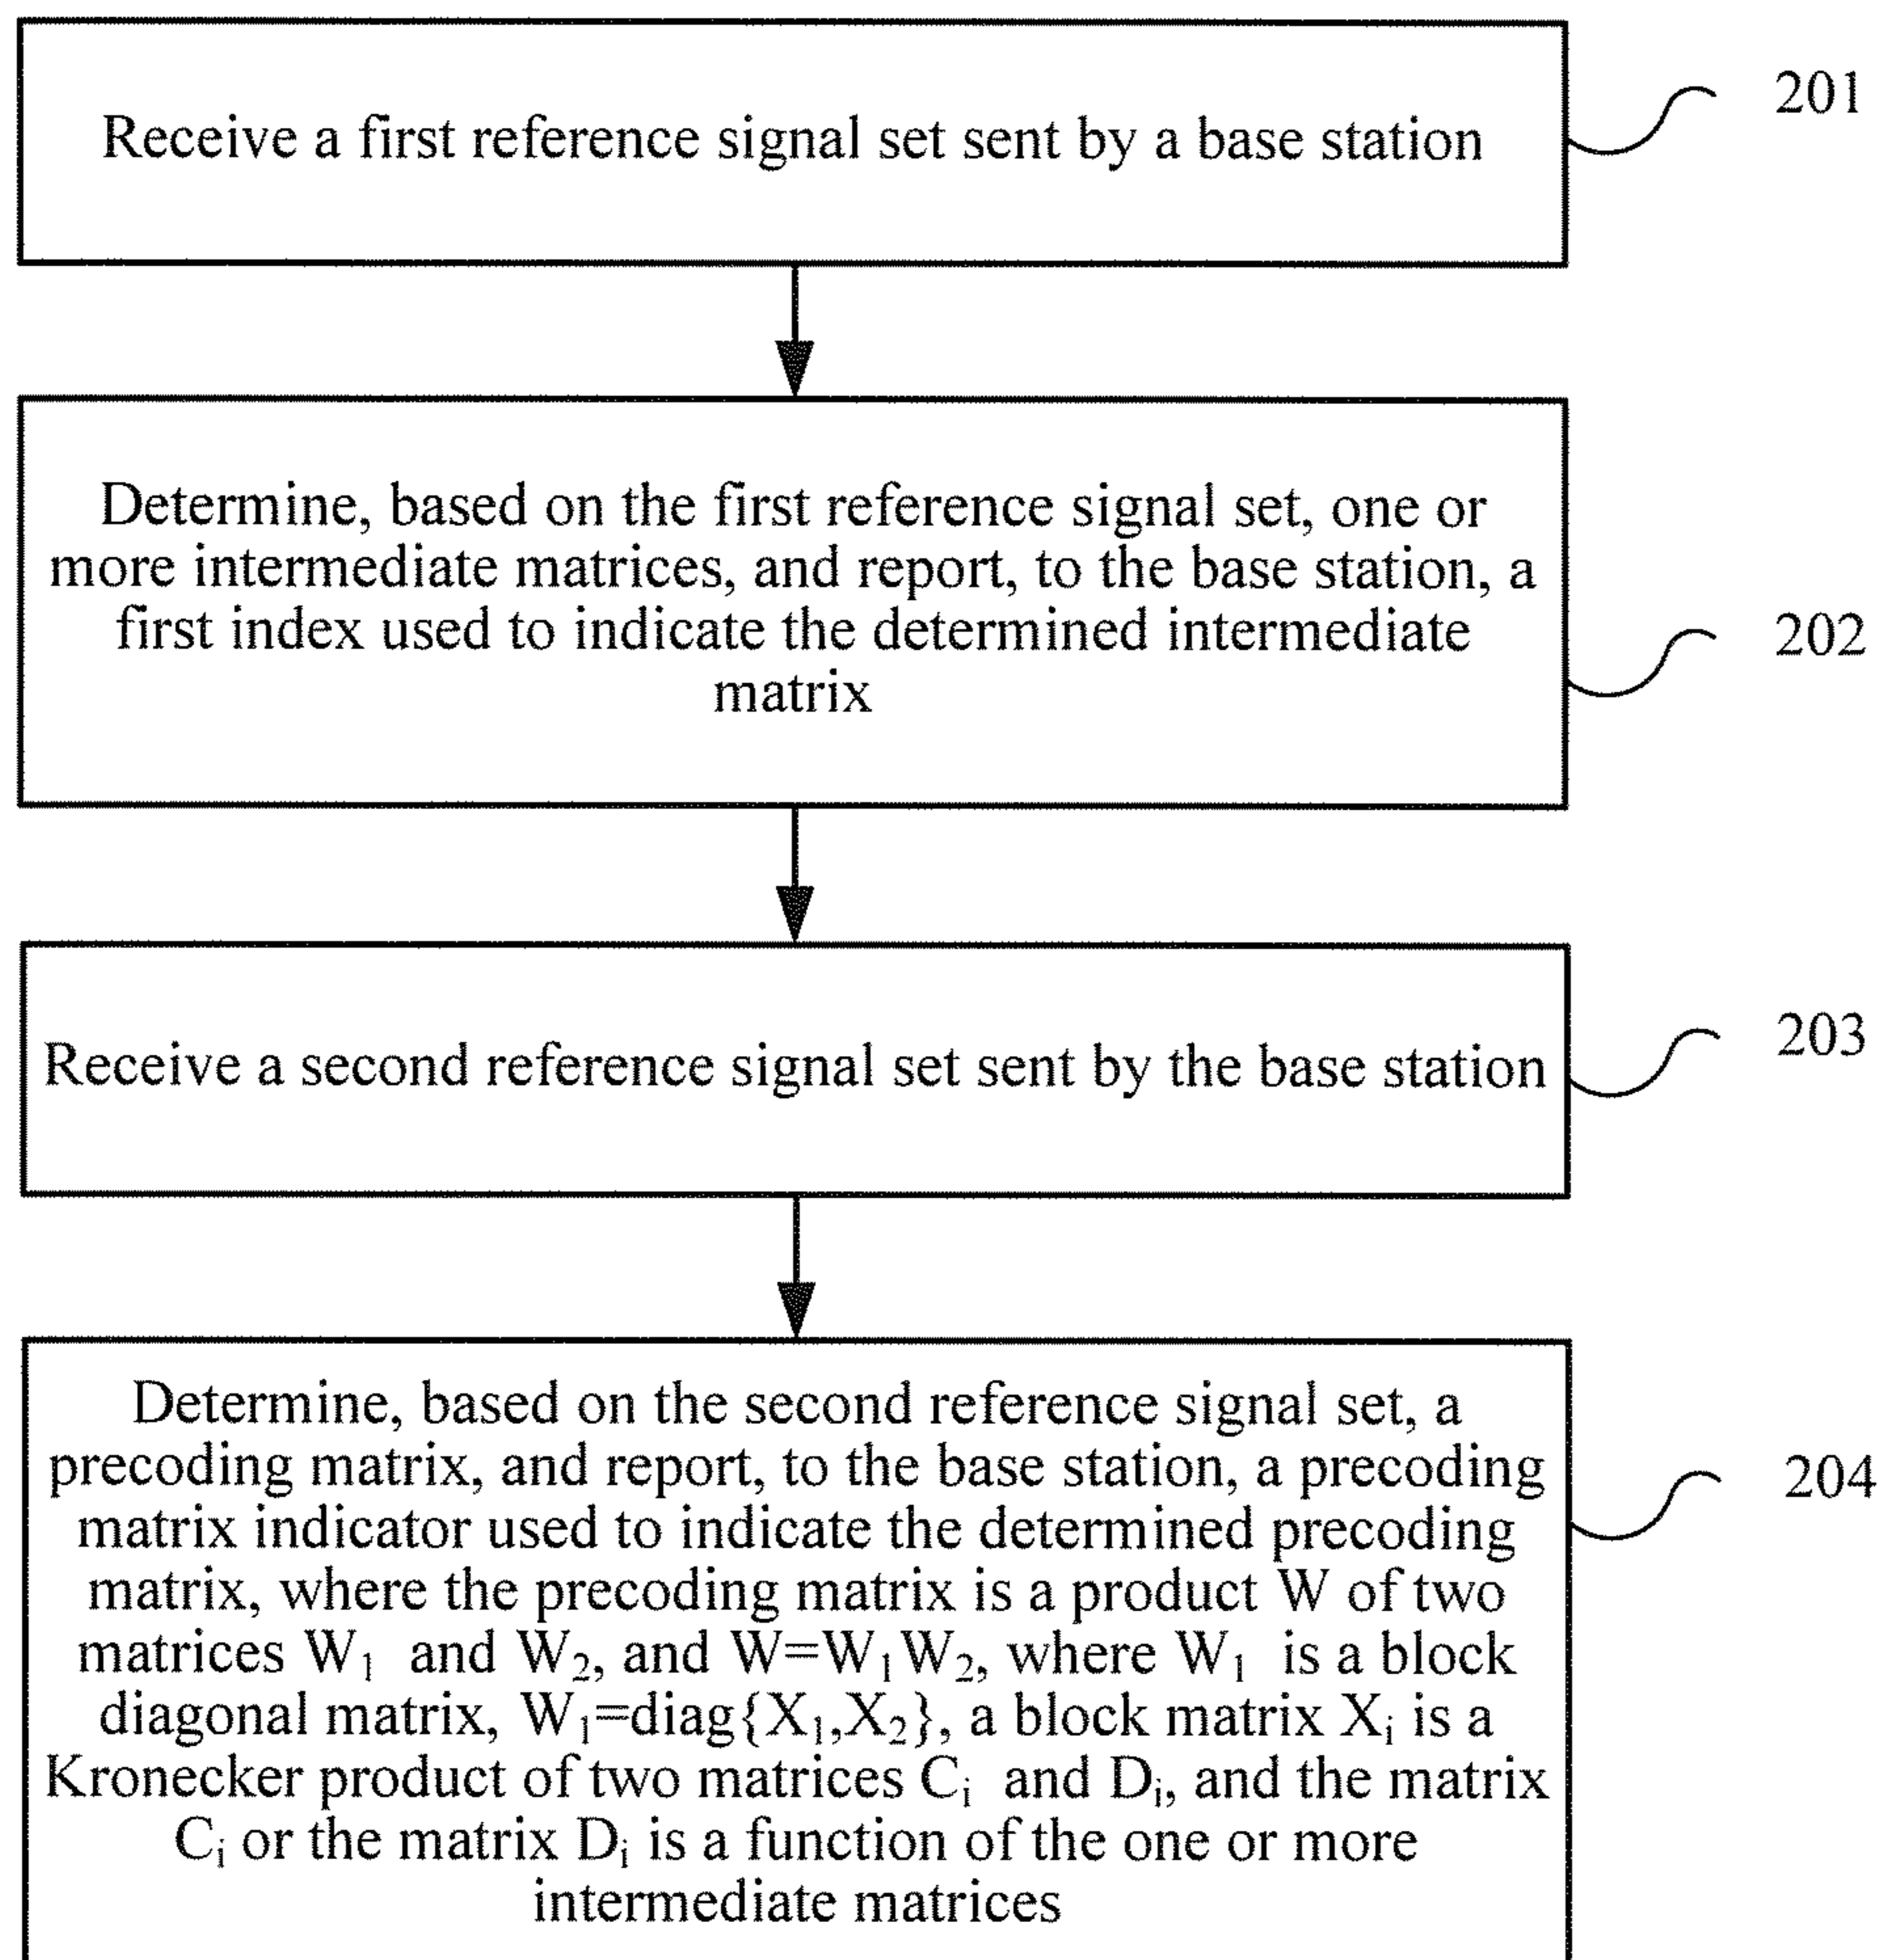 Receive a first reference signal set sent by a base station
201
Determine, based on the first reference signal set, one or
more intermediate matrices, and report, to the base station, a
first index used to indicate the determined intermediate
matrix
202
Receive a second reference signal set sent by the base station
203
Determine, based on the second reference signal set, a
precoding matrix, and report, to the base station, a precoding
matrix indicator used to indicate the determined precoding
matrix, where the precoding matrix is a product W of two
matrices W₁ and W₂, and W=W₁W₂, where W₁ is a block
diagonal matrix, W₁=diag{X₁,X₂}, a block matrix Xᵢ is a
Kronecker product of two matrices Cᵢ and Dᵢ, and the matrix
Cᵢ or the matrix Dᵢ is a function of the one or more
intermediate matrices
204